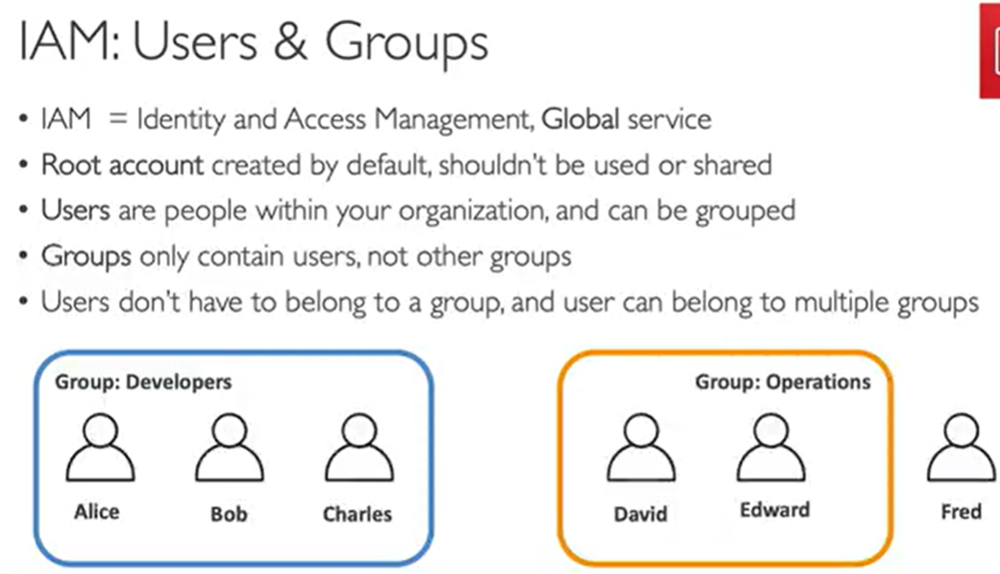 IAM: Users & Groups
• IAM = Identity and Access Management, Global service
• Root account created by default, shouldn't be used or shared
• Users are people within your organization, and can be grouped
• Groups only contain users, not other groups
• Users don't have to belong to a group, and user can belong to multiple groups
Group: Developers
Alice Bob Charles
Group: Operations
David Edward
Fred